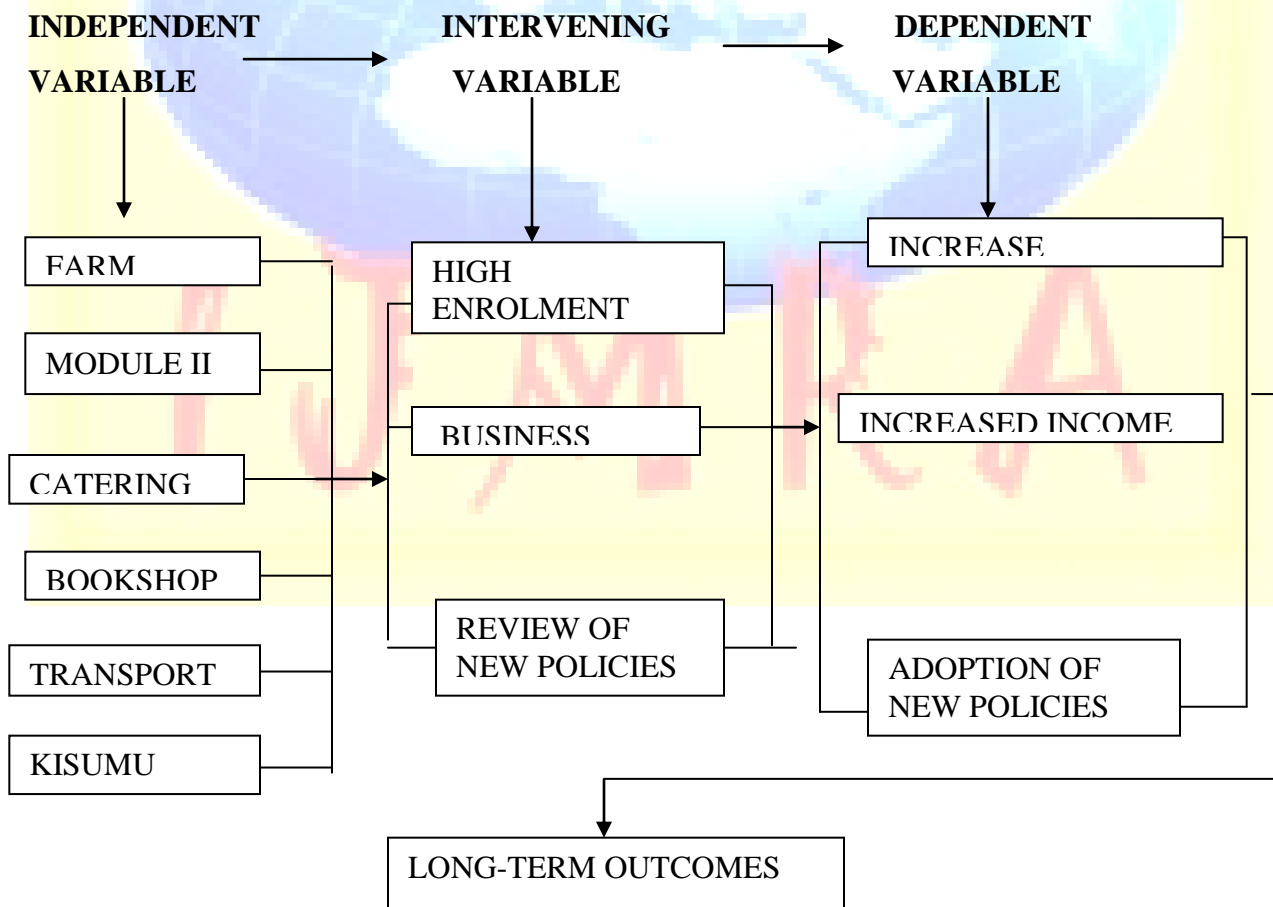 INDEPENDENT
VARIABLE
INTERVENING
VARIABLE
DEPENDENT
VARIABLE
FARM
MODULE II
CATERING
BOOKSHOP
TRANSPORT
KISUMU
HIGH
ENROLMENT
BUSINESS
REVIEW OF
NEW POLICIES
INCREASE
INCREASED INCOME
ADOPTION OF
NEW POLICIES
LONG-TERM OUTCOMES
IJMRA